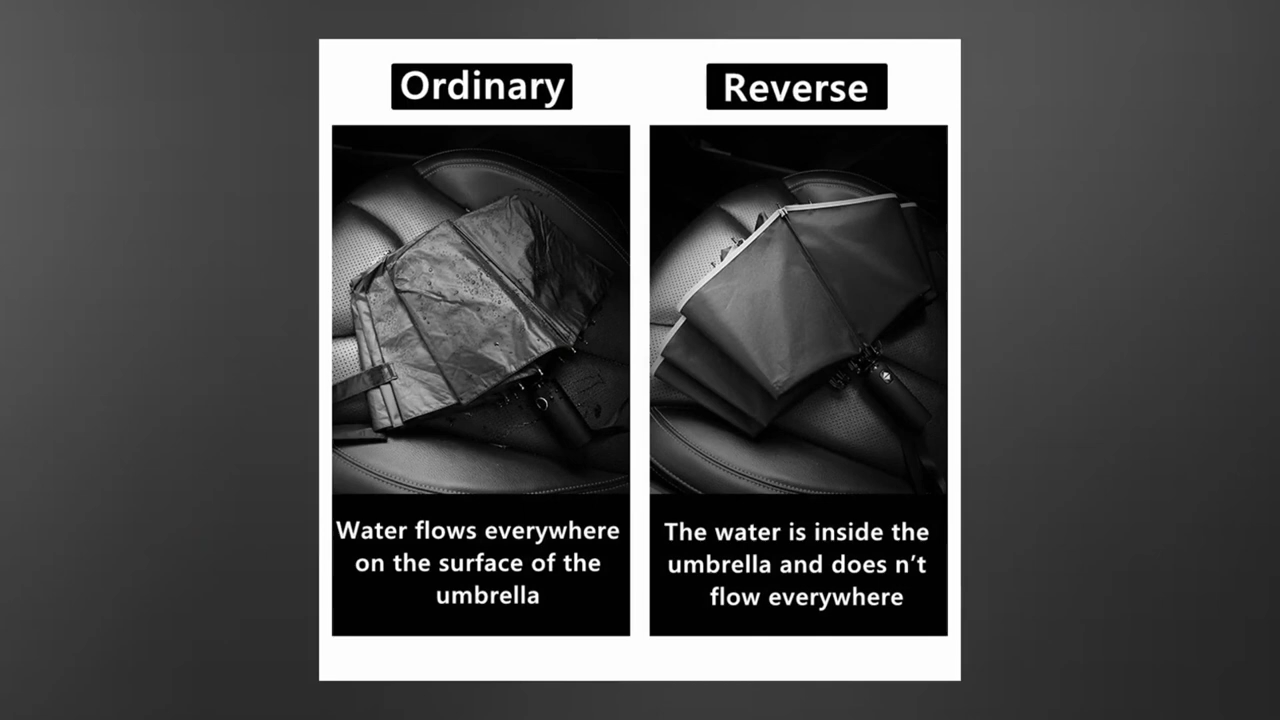 Ordinary
Water flows everywhere
on the surface of the
umbrella
Reverse
The water is inside the
umbrella and does n't
flow everywhere